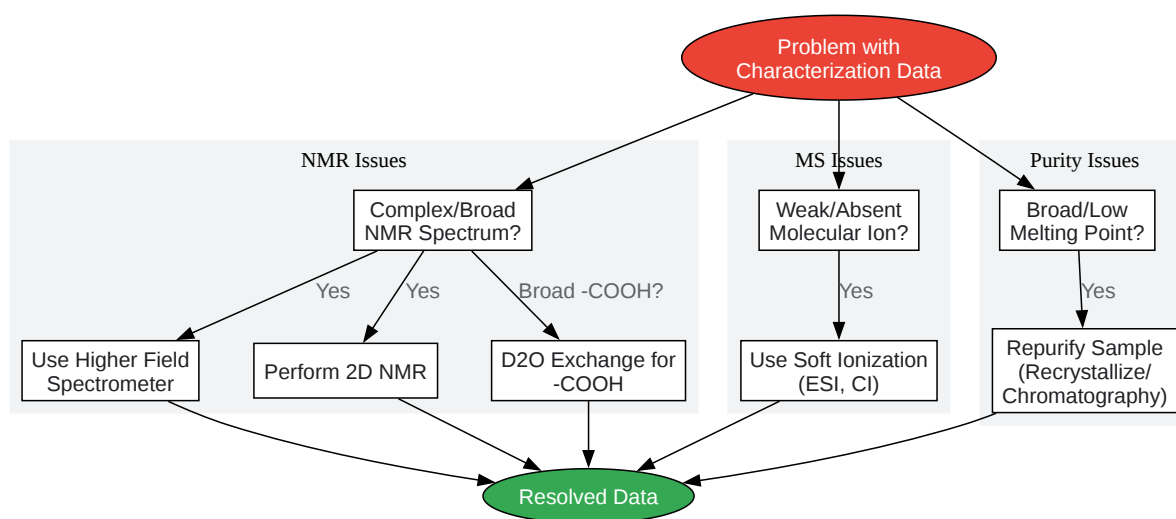 Problem with
Characterization Data
NMR Issues
MS Issues
Purity Issues
Complex/Broad
NMR Spectrum?
Weak/Absent
Molecular Ion?
Broad/Low
Melting Point?
Yes
Yes
Broad -COOH?
Yes
Yes
Use Higher Field
Spectrometer
Perform 2D NMR
D2O Exchange for
-COOH
Use Soft Ionization
(ESI, CI)
Repurify Sample
(Recrystallize/
Chromatography)
Resolved Data